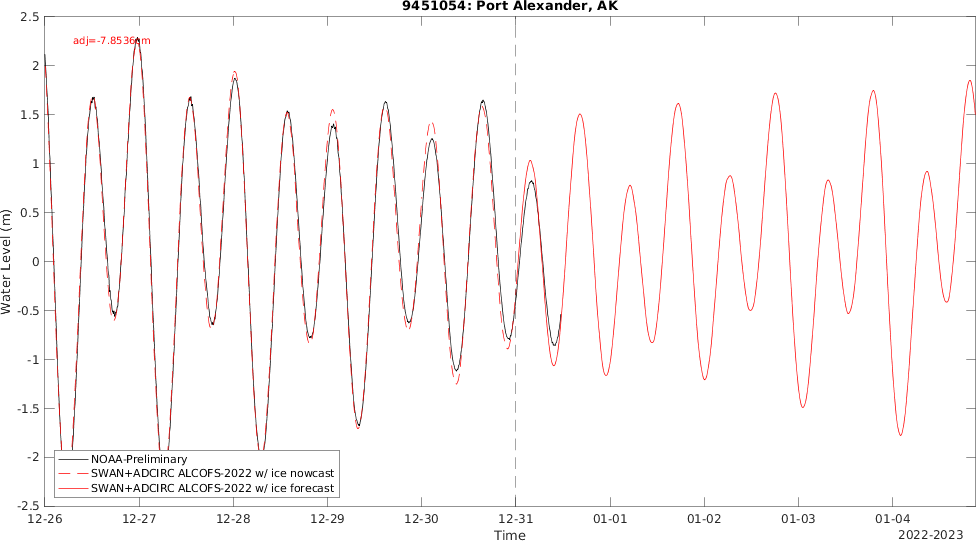 9451054: Port Alexander, AK
adj=-7.8536cm
2.5
2
1.5
1
0.5
0
-0.5
-1
-1.5
-2
-2.5
Water Level (m)
NOAA-Preliminary
SWAN+ADCIRC ALCOFS-2022 w/ ice nowcast
SWAN+ADCIRC ALCOFS-2022 w/ ice forecast
12-26 12-27 12-28 12-29 12-30 12-31 01-01 01-02 01-03 01-04
Time
2022-2023